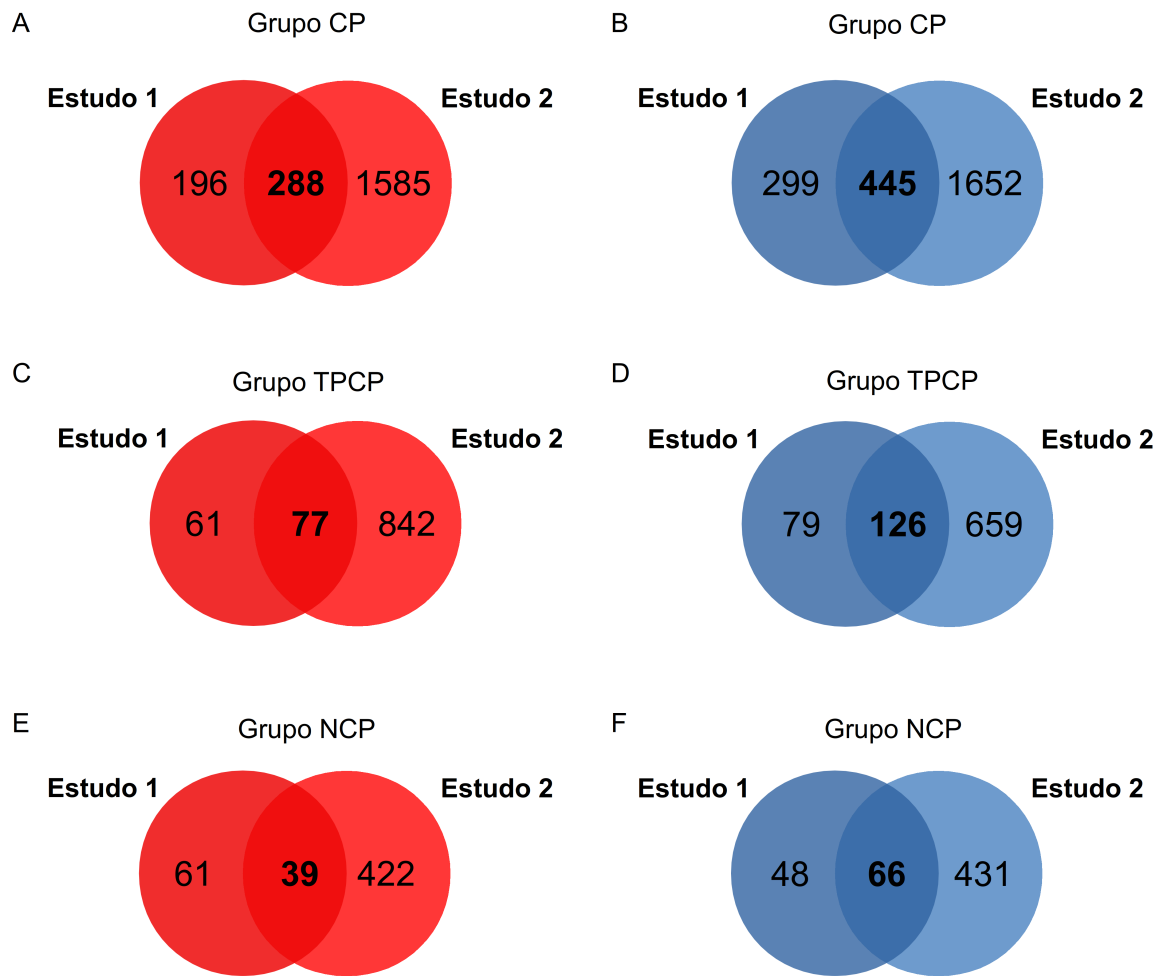 A
Grupo CP
Estudo 1
Estudo 2
196
288
1585
B
Grupo CP
Estudo 1
Estudo 2
299
445
1652
C
Grupo TPCP
Estudo 1
Estudo 2
61
77
842
D
Grupo TPCP
Estudo 1
Estudo 2
79
126
659
E
Grupo NCP
Estudo 1
Estudo 2
61
39
422
F
Grupo NCP
Estudo 1
Estudo 2
48
66
431